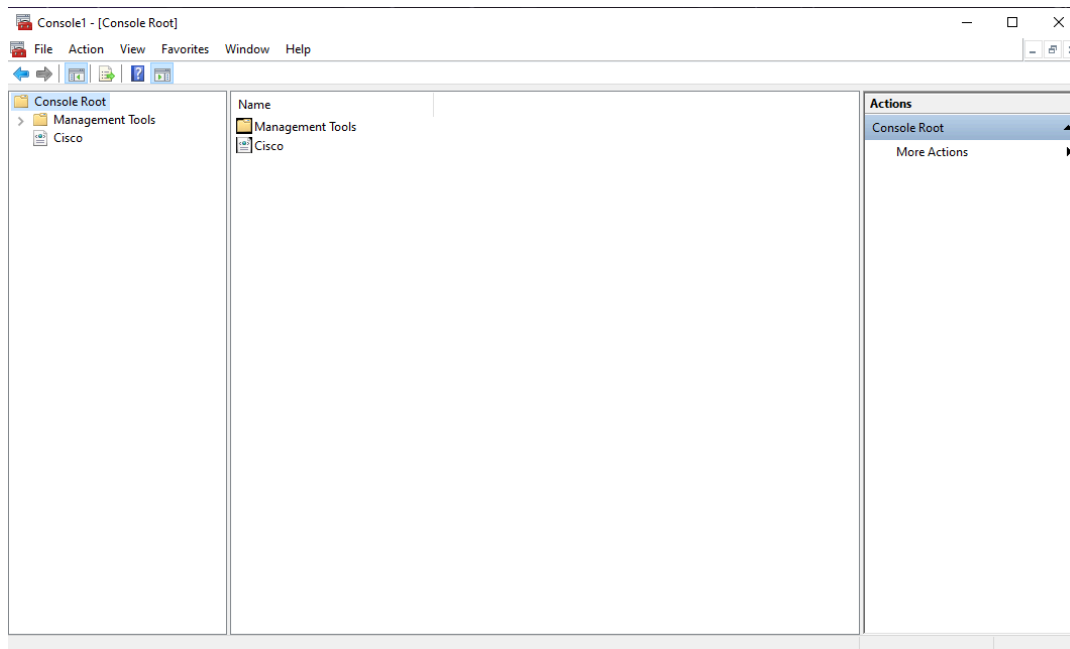 Console1 - [Console Root]
File Action View Favorites Window Help
Console Root
Management Tools
Cisco
Name
Management Tools
Cisco
Actions
Console Root
More Actions